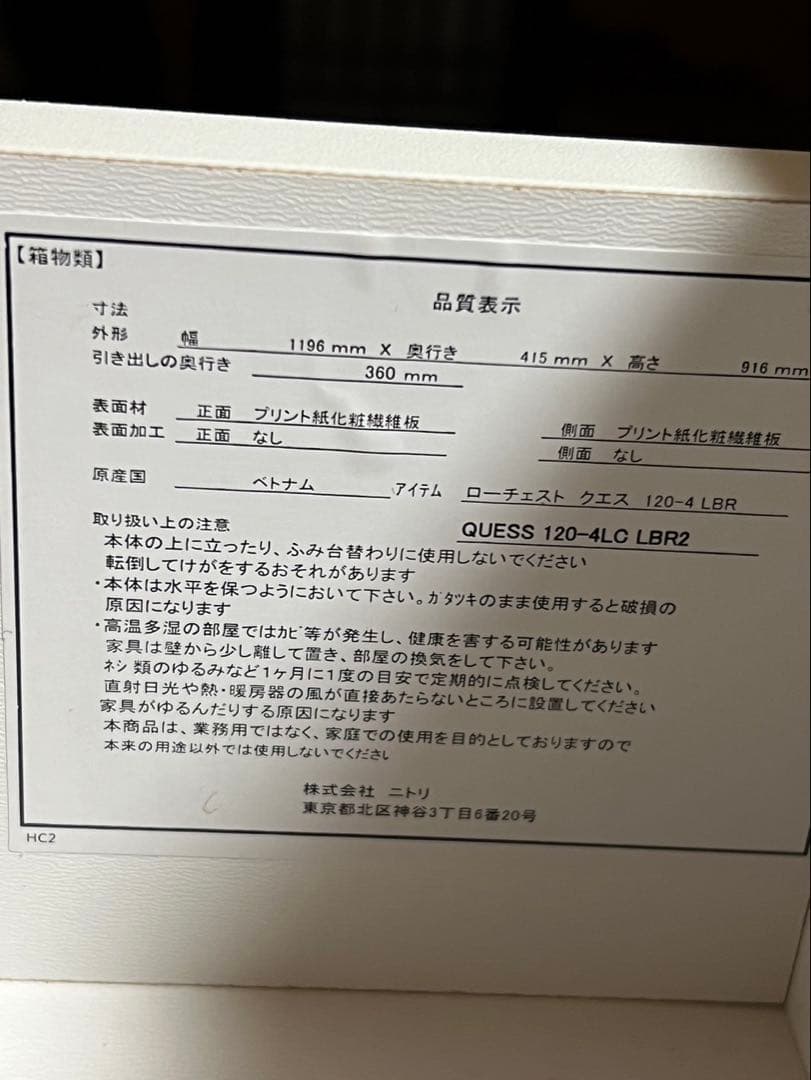 【箱物類】
品質表示
寸法
外形 幅 1196 mm X 奥行き 415 mm X 高さ 916 mm
引き出しの奥行き 360 mm
表面材 正面 プリント紙化粧繊維板 側面 プリント紙化粧繊維板
表面加工 正面 なし 側面 なし
原産国 ベトナム アイテム ローチェスト クエス 120-4 LBR
QUESS 120-4LC LBR2
取り扱い上の注意
本体の上に立ったり、ふみ台替わりに使用しないでください
転倒してけがをするおそれがあります
・本体は水平を保つようにおいて下さい。ガタツキのまま使用すると破損の
原因になります
・高温多湿の部屋ではカビ等が発生し、健康を害する可能性があります
家具は壁から少し離して置き、部屋の換気をして下さい。
ネジ類のゆるみなど1ヶ月に1度の目安で定期的に点検してください。
直射日光や熱・暖房器の風が直接あたらないところに設置してください
家具がゆるんだりする原因になります
本商品は、業務用ではなく、家庭での使用を目的としておりますので
本来の用途以外では使用しないでください
株式会社 ニトリ
東京都北区神谷3丁目6番20号
HC2